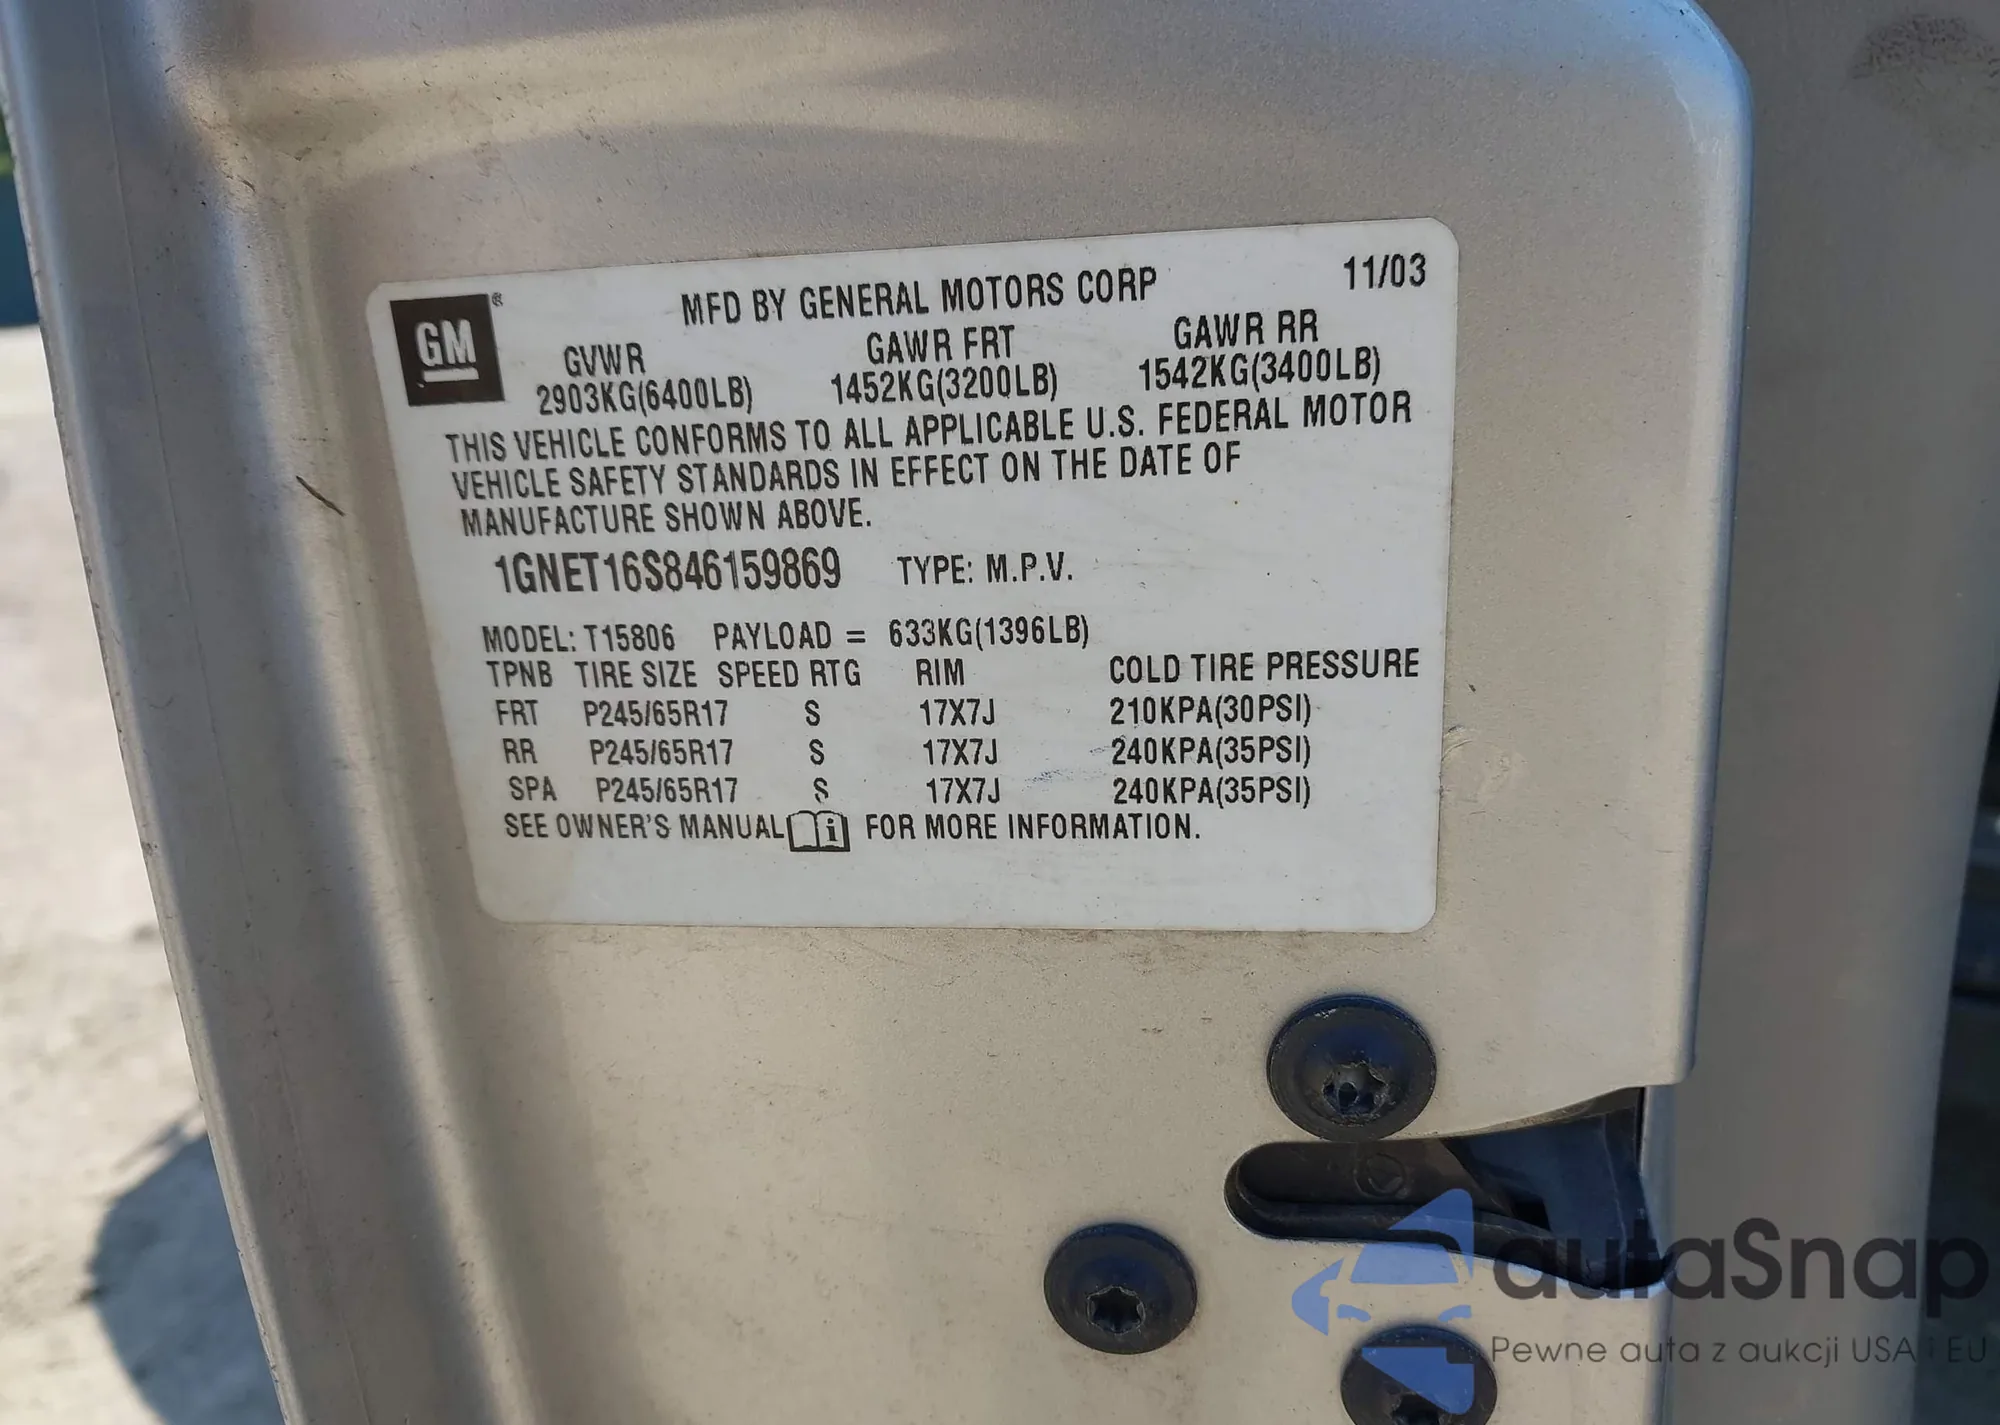 GM®
MFD BY GENERAL MOTORS CORP 11/03
GVWR GAWR FRT GAWR RR
2903KG(6400LB) 1452KG(3200LB) 1542KG(3400LB)
THIS VEHICLE CONFORMS TO ALL APPLICABLE U.S. FEDERAL MOTOR
VEHICLE SAFETY STANDARDS IN EFFECT ON THE DATE OF
MANUFACTURE SHOWN ABOVE.
1GNET16S846159869 TYPE: M.P.V.
MODEL: T15806 PAYLOAD = 633KG(1396LB)
TPNB TIRE SIZE SPEED RTG RIM COLD TIRE PRESSURE
FRT P245/65R17 S 17X7J 210KPA(30PSI)
RR P245/65R17 S 17X7J 240KPA(35PSI)
SPA P245/65R17 S 17X7J 240KPA(35PSI)
SEE OWNER'S MANUAL i FOR MORE INFORMATION.
autaSnap
Pewne auta z aukcji USA i EU